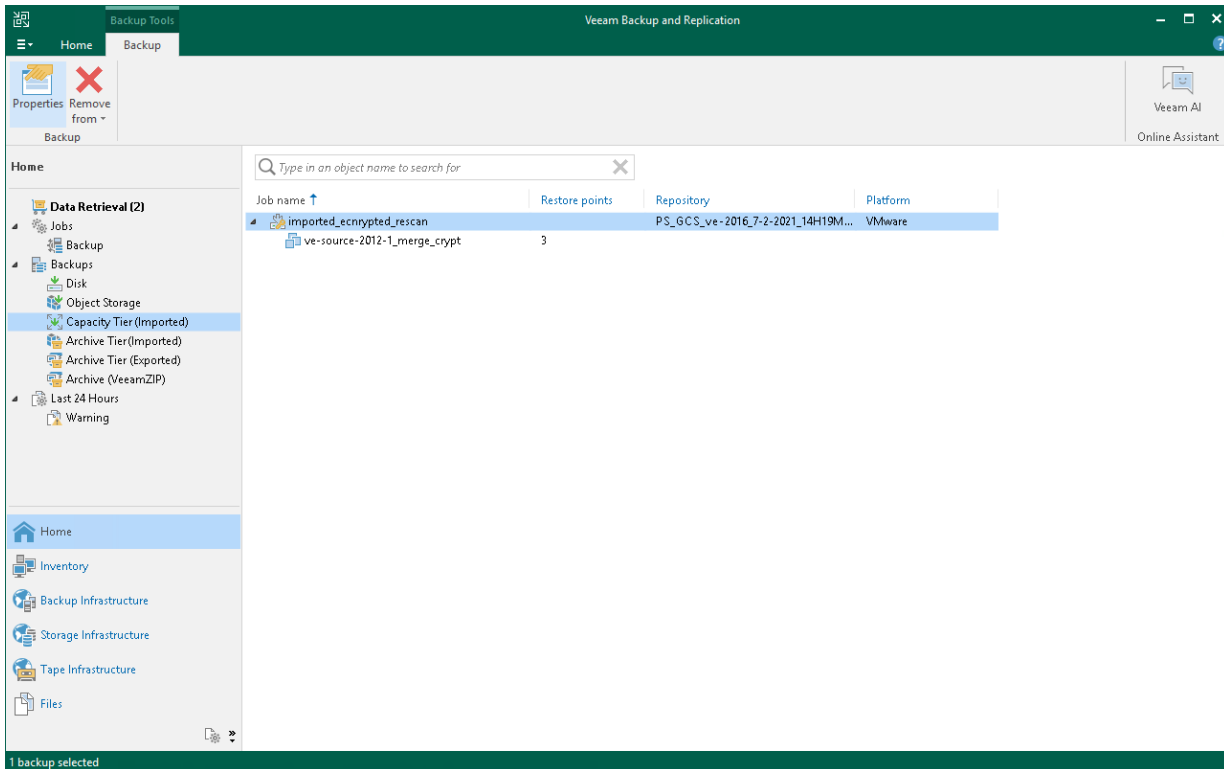 Backup Tools
Veeam Backup and Replication
Home Backup
Properties Remove
from
Backup
Veeam AI
Online Assistant
Home
Type in an object name to search for
Data Retrieval (2)
Jobs
Backup
Backups
Disk
Object Storage
Capacity Tier (Imported)
Archive Tier(Imported)
Archive Tier (Exported)
Archive (VeeamZIP)
Last 24 Hours
Warning
Job name Restore points Repository Platform
imported_ecnrypted_rescan PS_GCS_ve-2016_7-2-2021_14H19M... VMware
ve-source-2012-1_merge_crypt 3
Home
Inventory
Backup Infrastructure
Storage Infrastructure
Tape Infrastructure
Files
1 backup selected